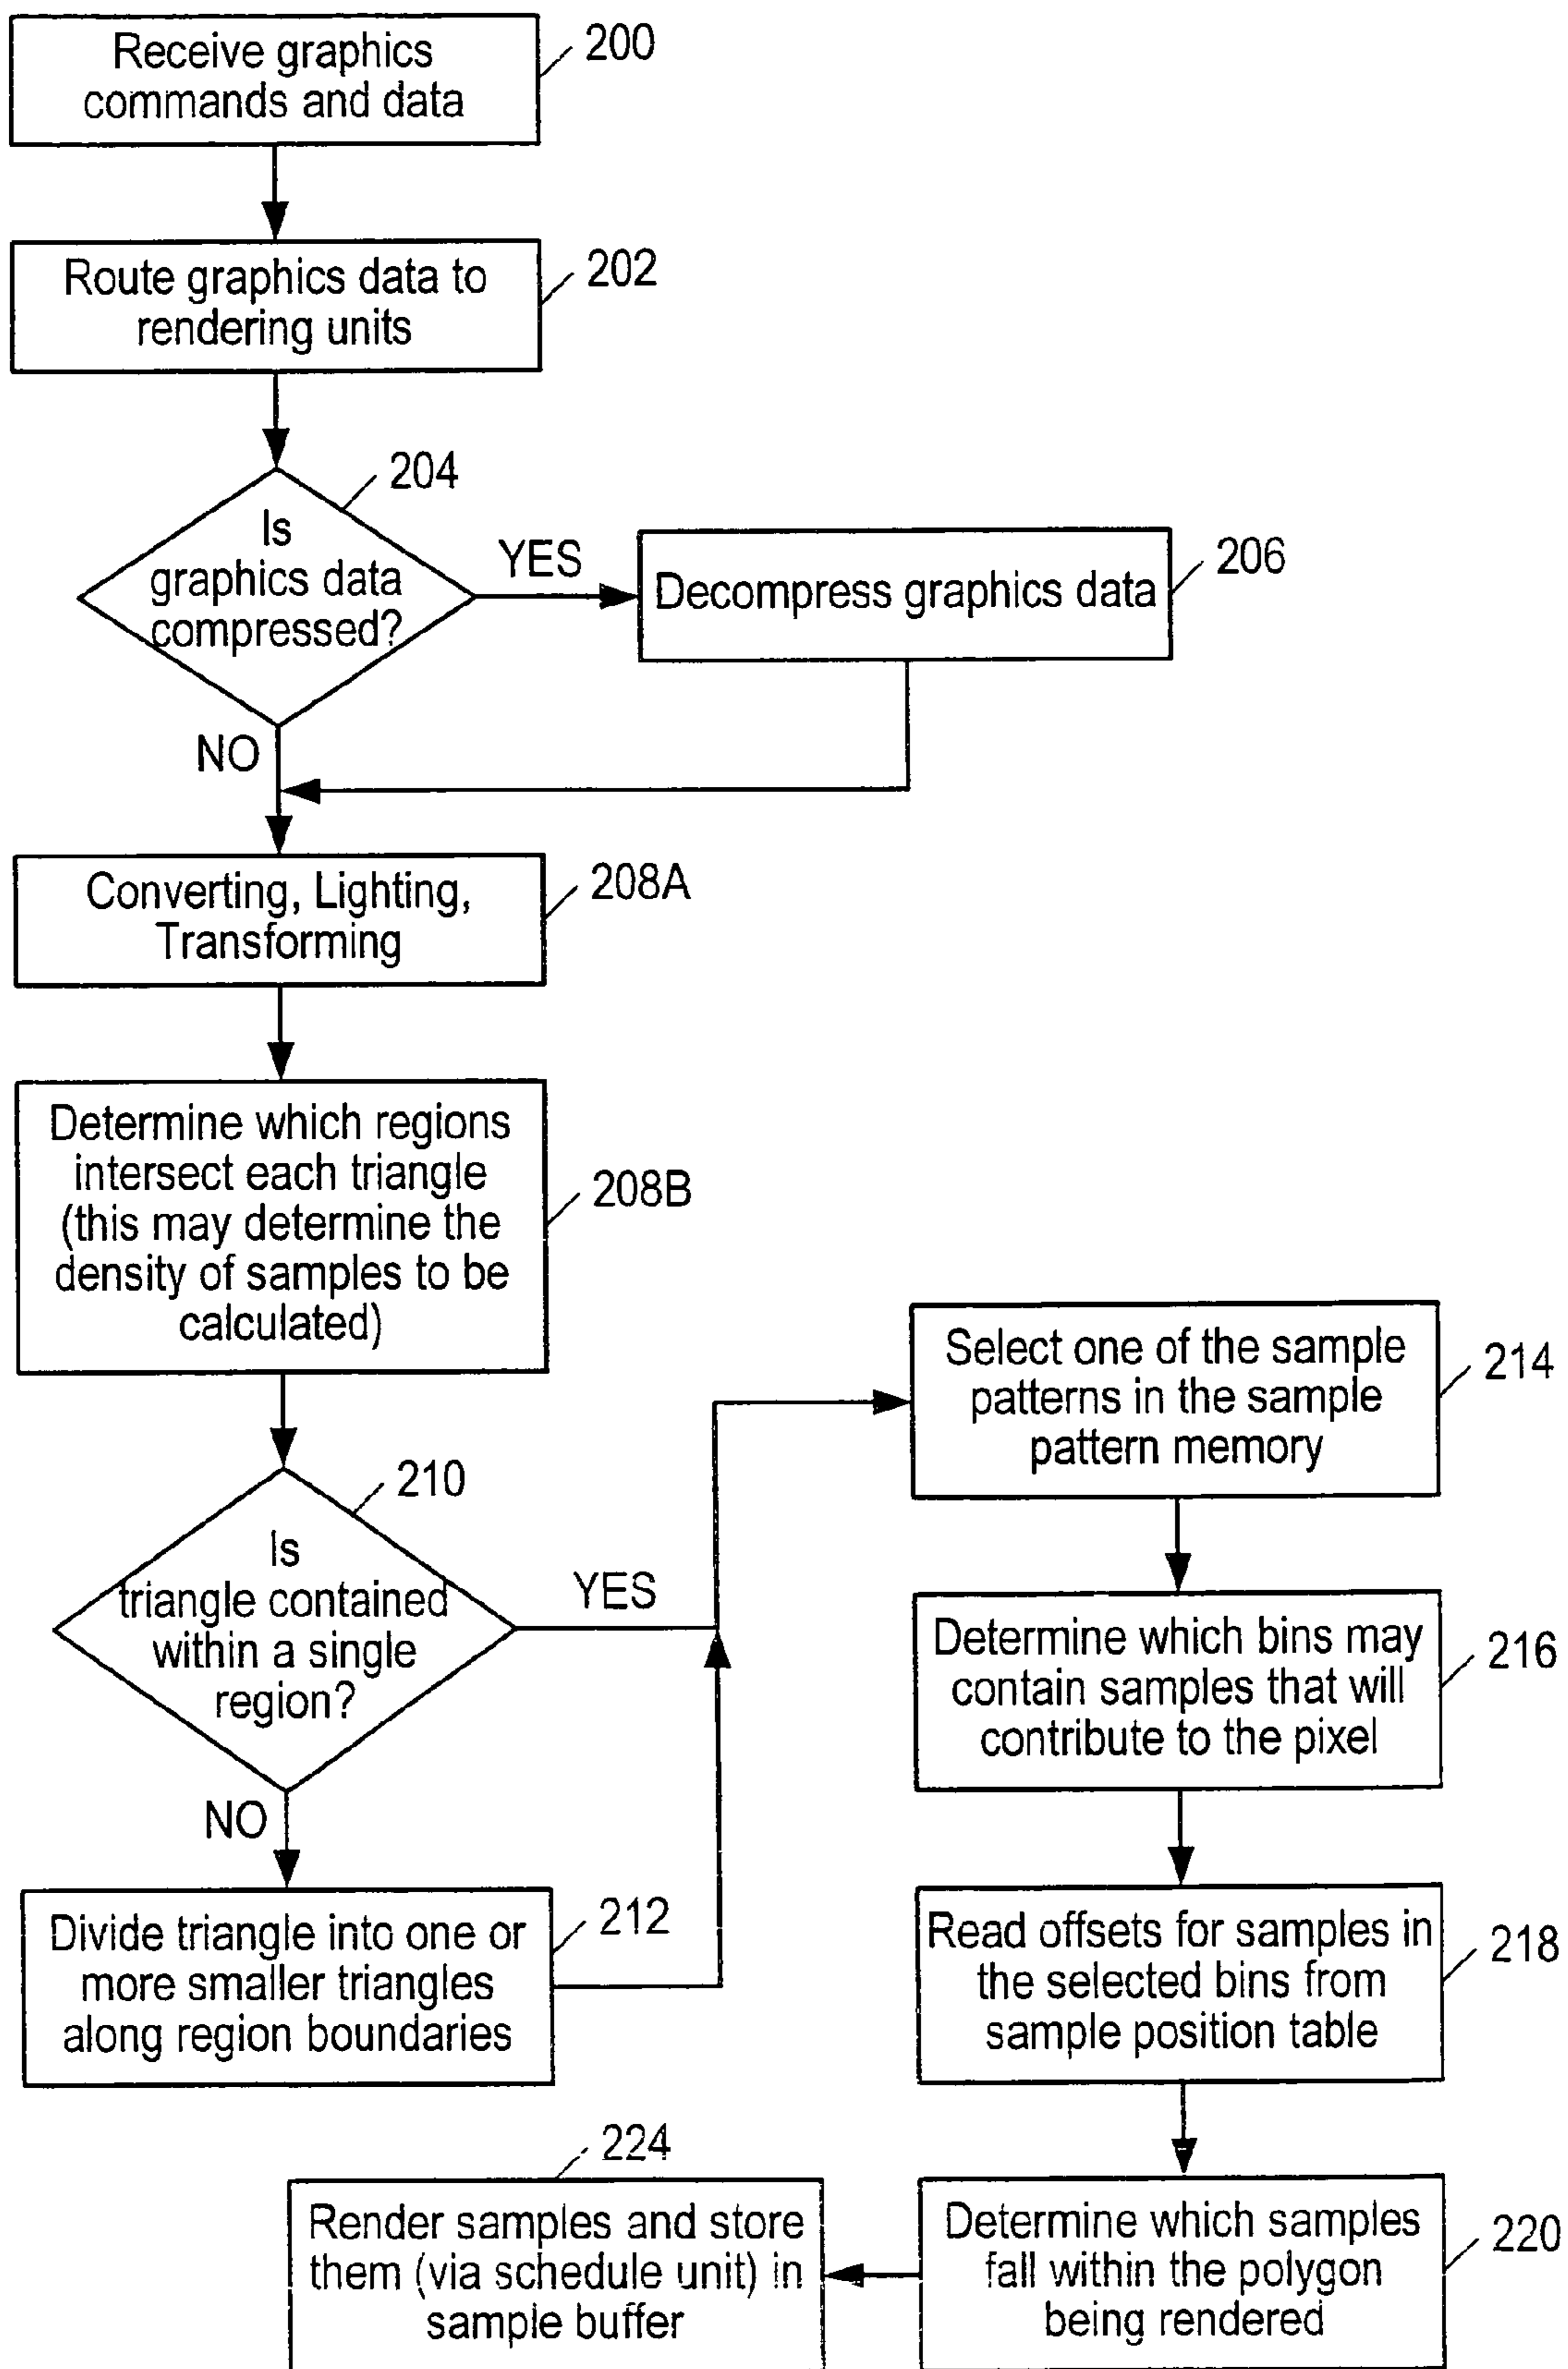 Receive graphics
commands and data
200
Route graphics data to
rendering units
202
204
Is
graphics data
compressed?
YES
NO
Decompress graphics data
206
Converting, Lighting,
Transforming
208A
Determine which regions
intersect each triangle
(this may determine the
density of samples to be
calculated)
208B
210
Is
triangle contained
within a single
region?
YES
NO
Divide triangle into one or
more smaller triangles
along region boundaries
212
Select one of the sample
patterns in the sample
pattern memory
214
Determine which bins may
contain samples that will
contribute to the pixel
216
Read offsets for samples in
the selected bins from
sample position table
218
Determine which samples
fall within the polygon
being rendered
220
224
Render samples and store
them (via schedule unit) in
sample buffer